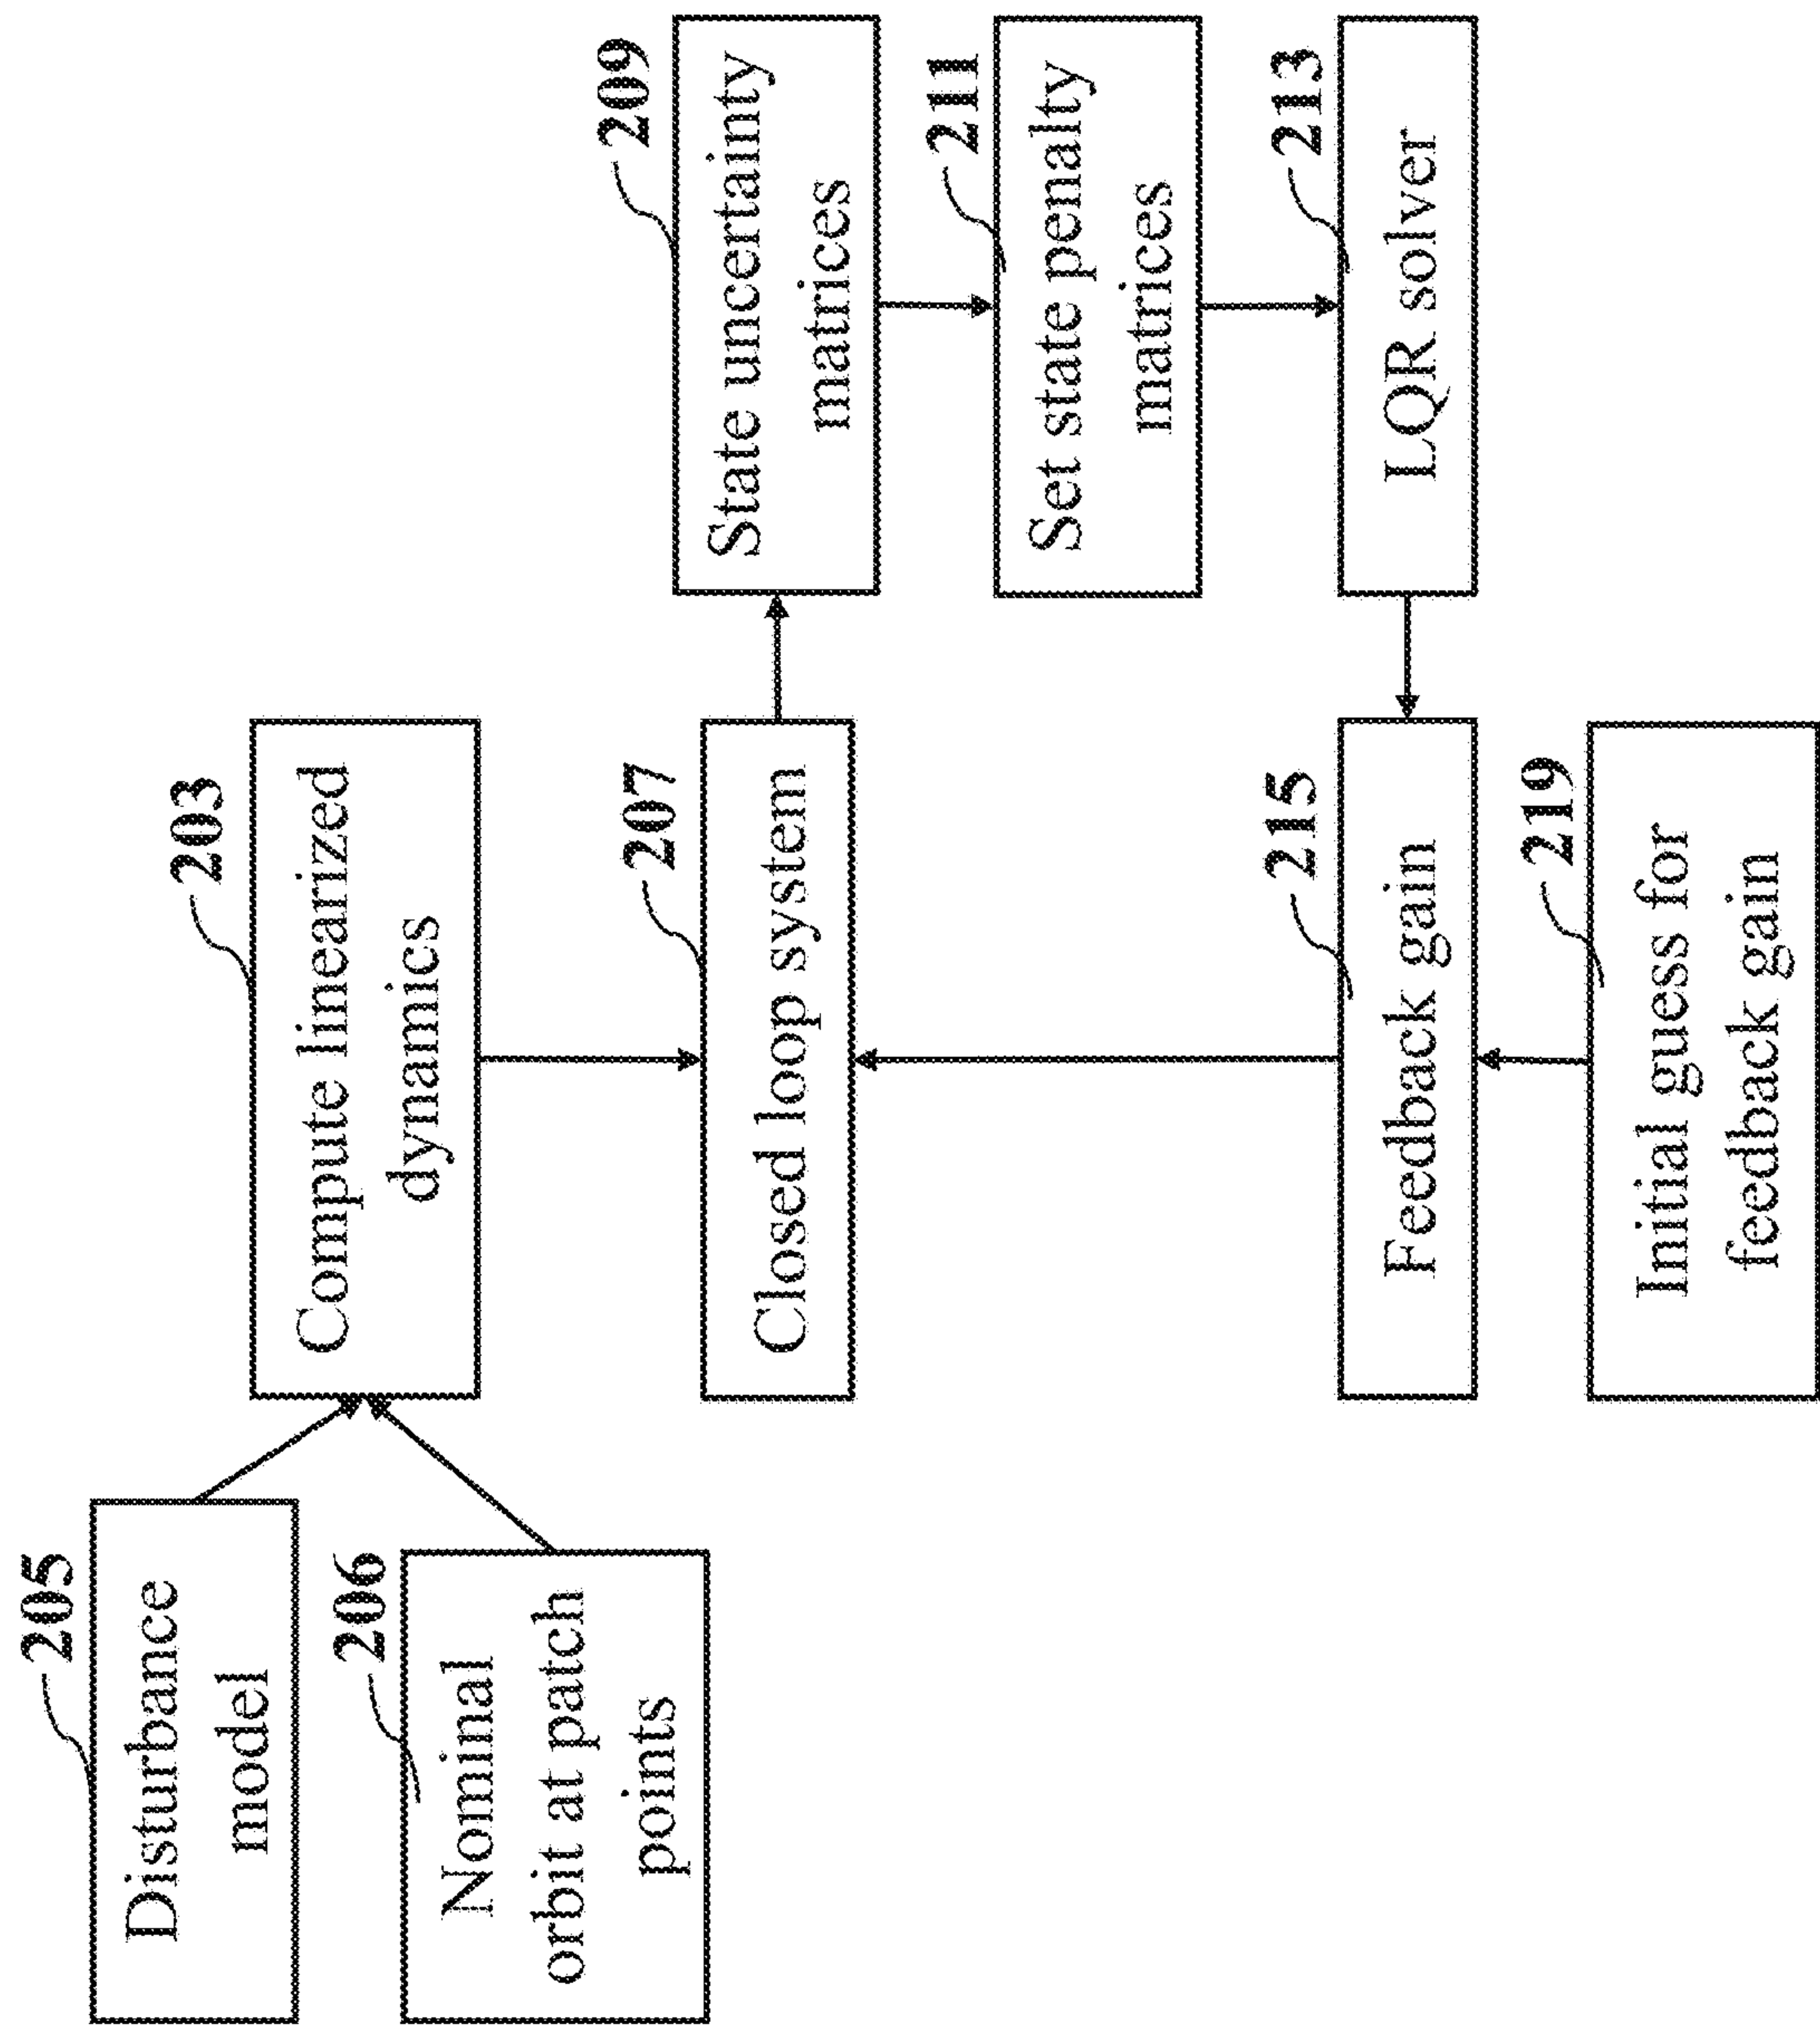 205
Disturbance
model
206
Nominal
orbit at patch
points
203
Compute linearized
dynamics
207
Closed loop system
209
State uncertainty
matrices
211
Set state penalty
matrices
213
LQR solver
215
Feedback gain
219
Initial guess for
feedback gain